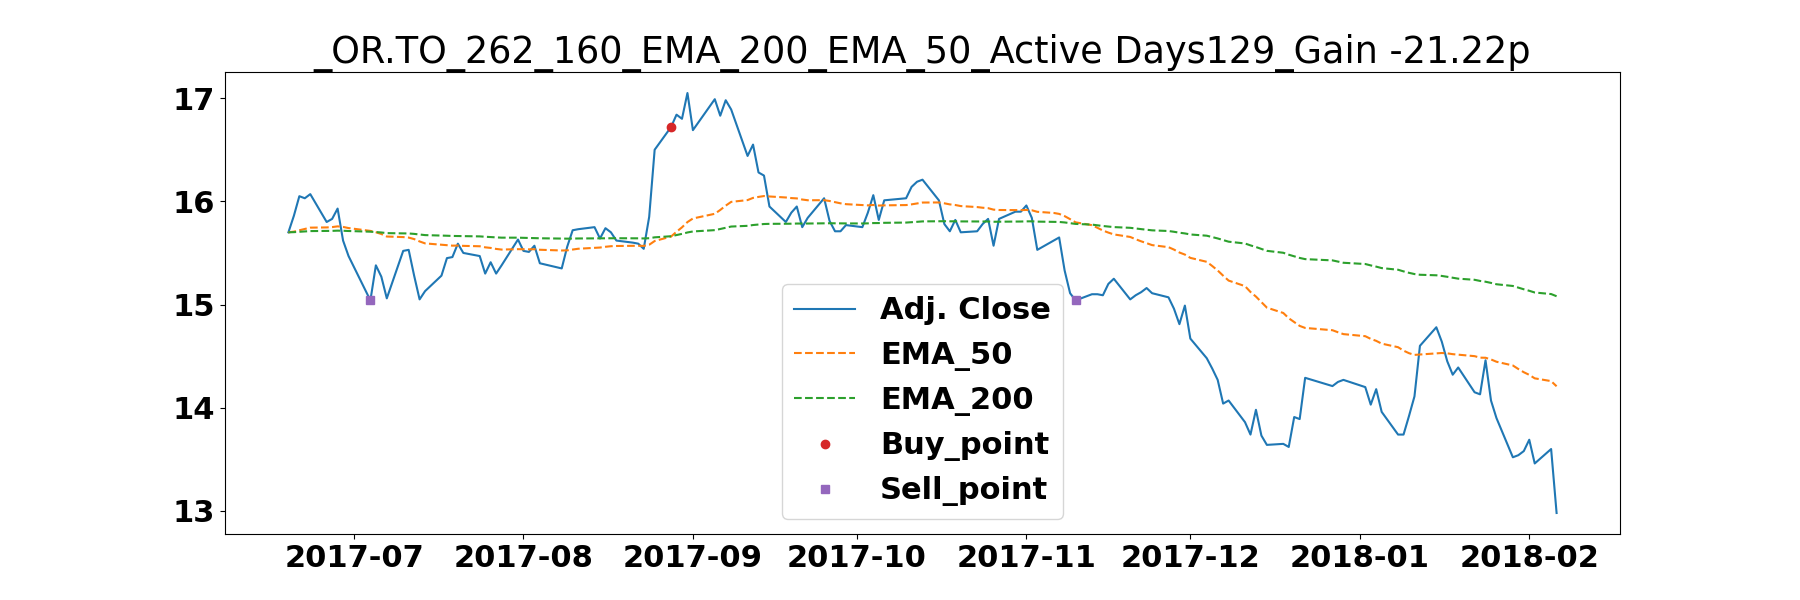 _OR.TO_262_160_EMA_200_EMA_50_Active Days129_Gain -21.22p
17
16
15
14
13
Adj. Close
EMA_50
EMA_200
Buy_point
Sell_point
2017-07 2017-08 2017-09 2017-10 2017-11 2017-12 2018-01 2018-02